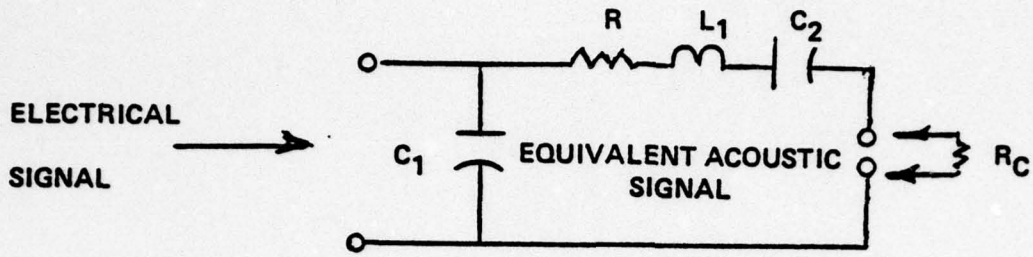 R L1 C2
ELECTRICAL
SIGNAL
C1
EQUIVALENT ACOUSTIC
SIGNAL
RC